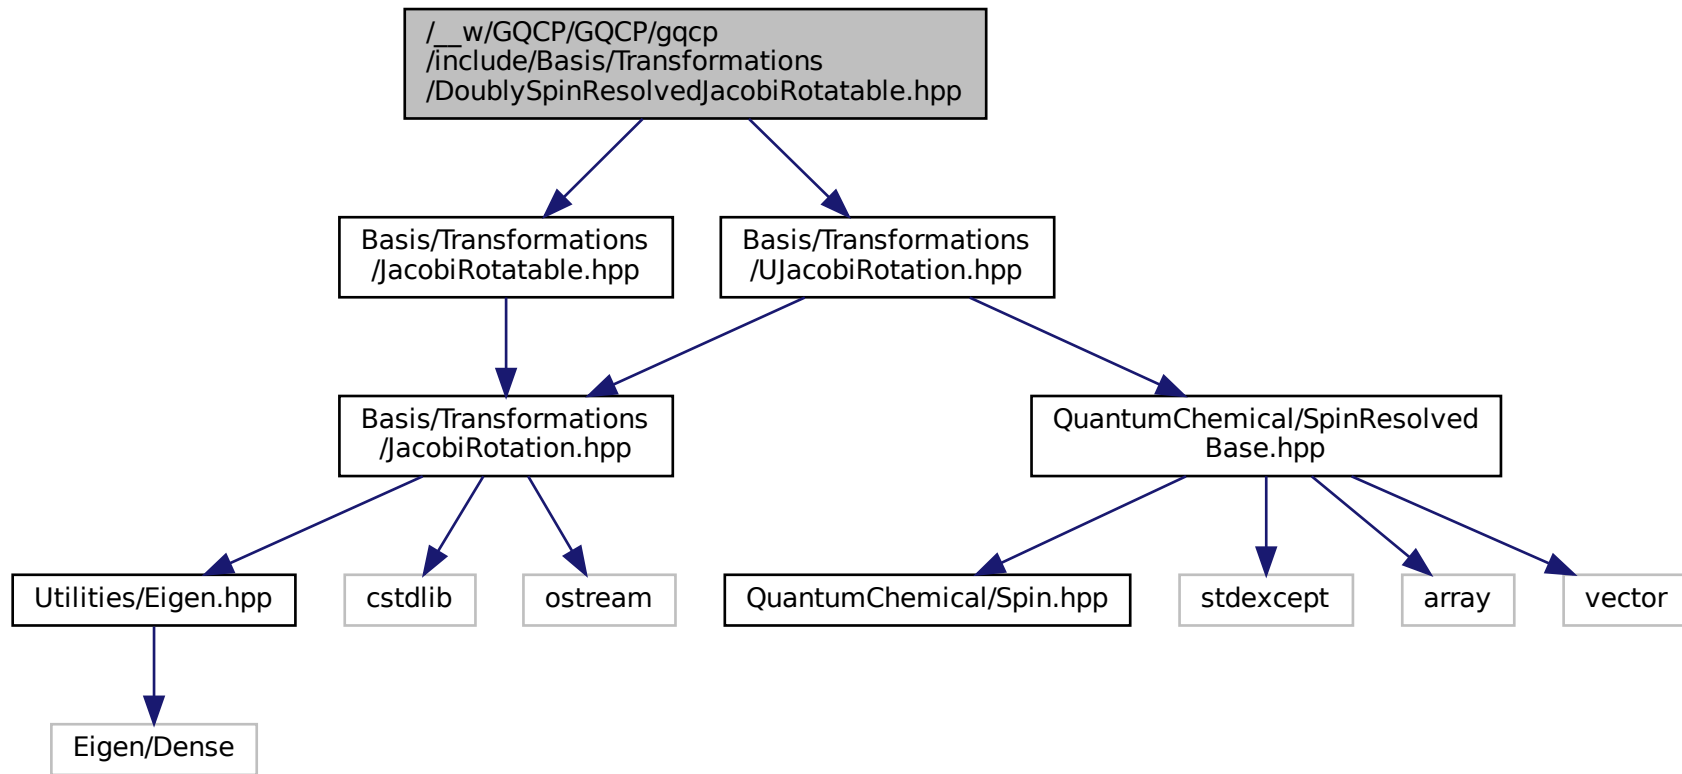 /__w/GQCP/GQCP/gqcp
/include/Basis/Transformations
/DoublySpinResolvedJacobiRotatable.hpp
Basis/Transformations
/JacobiRotatable.hpp
Basis/Transformations
/UJacobiRotation.hpp
Basis/Transformations
/JacobiRotation.hpp
QuantumChemical/SpinResolved
Base.hpp
Utilities/Eigen.hpp
cstdlib
ostream
QuantumChemical/Spin.hpp
stdexcept
array
vector
Eigen/Dense